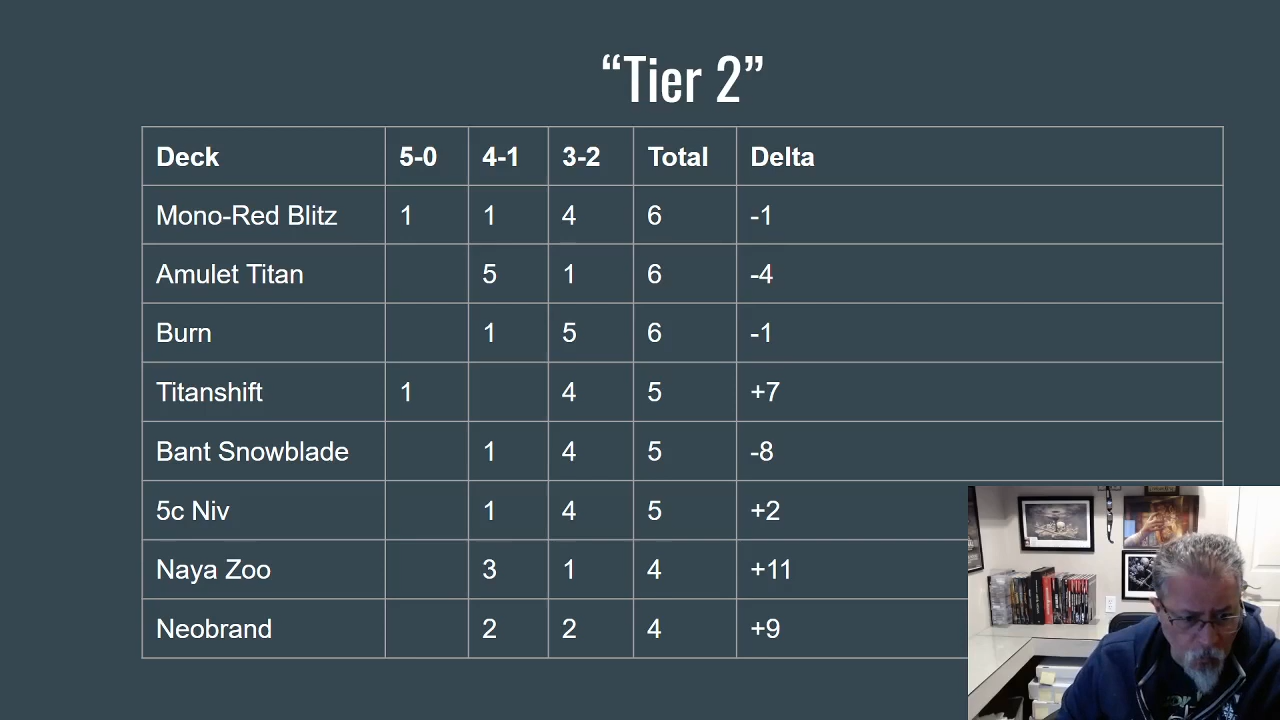 “Tier 2”
Deck 5-0 4-1 3-2 Total Delta
Mono-Red Blitz 1 1 4 6 -1
Amulet Titan 5 1 6 -4
Burn 1 5 6 -1
Titanshift 1 4 5 +7
Bant Snowblade 1 4 5 -8
5c Niv 1 4 5 +2
Naya Zoo 3 1 4 +11
Neobrand 2 2 4 +9